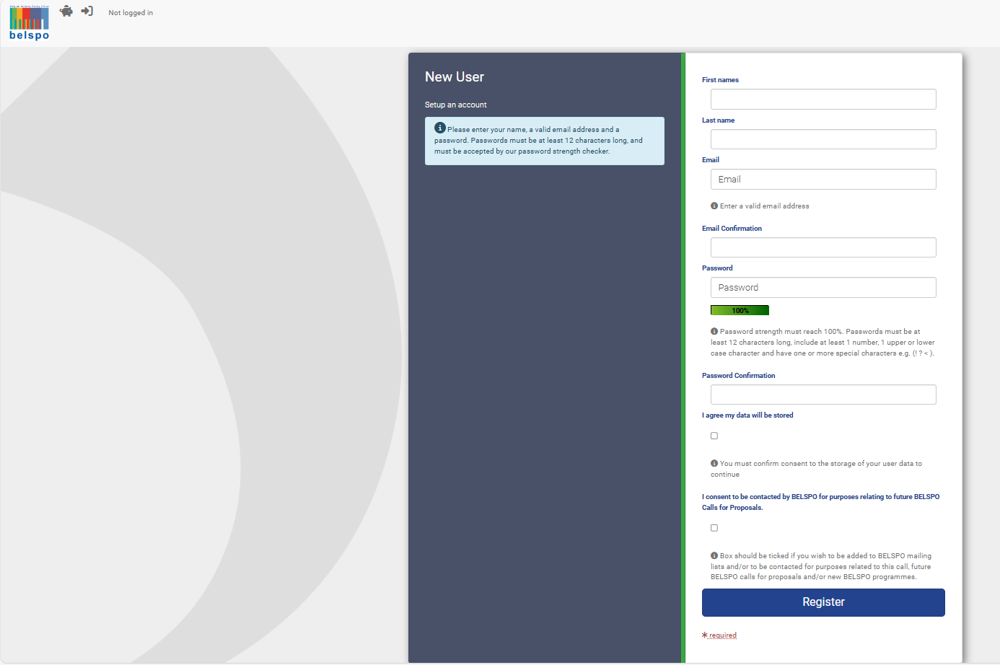 Belgian Science Policy Office
belspo
Not logged in
New User
Setup an account
Please enter your name, a valid email address and a
password. Passwords must be at least 12 characters long, and
must be accepted by our password strength checker.
First names
Last name
Email
Email
Enter a valid email address
Email Confirmation
Password
Password
100%
Password strength must reach 100%. Passwords must be at
least 12 characters long, include at least 1 number, 1 upper or lower
case character and have one or more special characters e.g. (! ? < ).
Password Confirmation
I agree my data will be stored
You must confirm consent to the storage of your user data to
continue
I consent to be contacted by BELSPO for purposes relating to future BELSPO
Calls for Proposals.
Box should be ticked if you wish to be added to BELSPO mailing
lists and/or to be contacted for purposes related to this call, future
BELSPO calls for proposals and/or new BELSPO programmes.
Register
* required